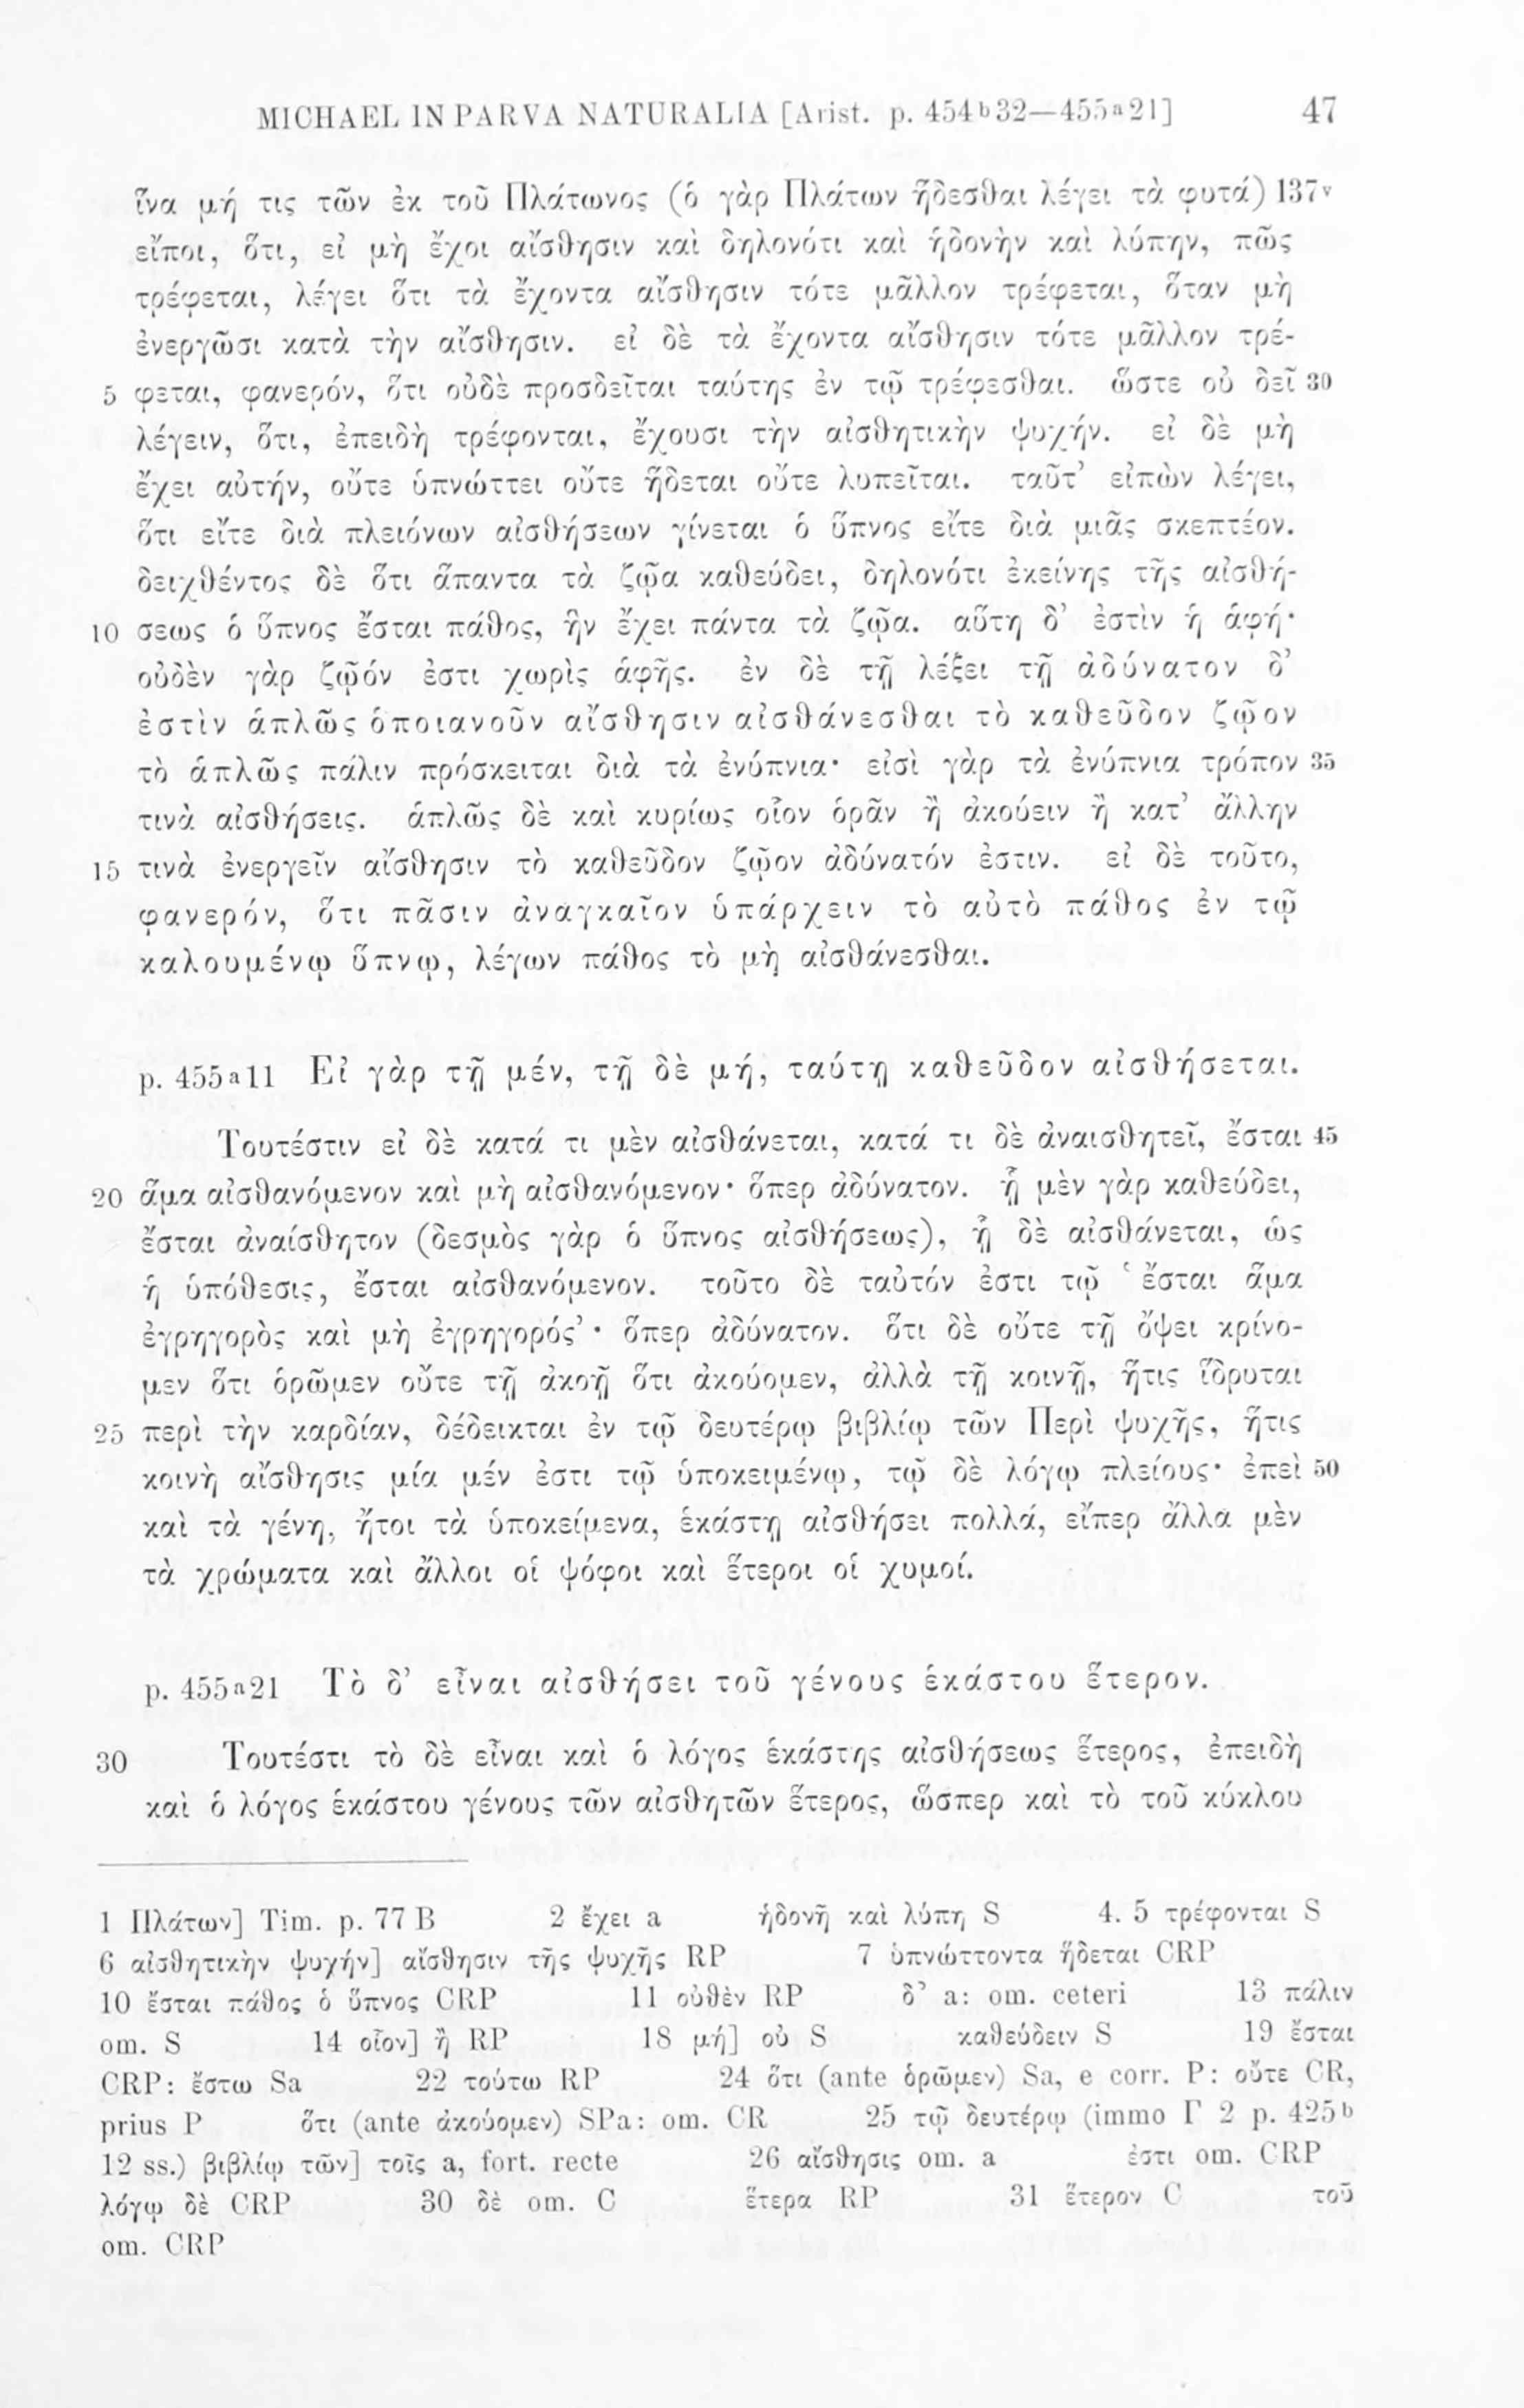 MICHAEL IN PARVA NATURALIA [Arist. p. 454b32—455a21] 47
ἵνα μή τις τῶν ἐκ τοῦ Πλάτωνος (ὁ γὰρ Πλάτων ἥδεσθαι λέγει τὰ φυτά) 137v
εἴποι, ὅτι, εἰ μὴ ἔχοι αἴσθησιν καὶ δηλονότι καὶ ἡδονὴν καὶ λύπην, πῶς
τρέφεται, λέγει ὅτι τὰ ἔχοντα αἴσθησιν τότε μᾶλλον τρέφεται, ὅταν μὴ
ἐνεργῶσι κατὰ τὴν αἴσθησιν. εἰ δὲ τὰ ἔχοντα αἴσθησιν τότε μᾶλλον τρέ-
5 φεται, φανερόν, ὅτι οὐδὲ προσδεῖται ταύτης ἐν τῷ τρέφεσθαι. ὥστε οὐ δεῖ 30
λέγειν, ὅτι, ἐπειδὴ τρέφονται, ἔχουσι τὴν αἰσθητικὴν ψυχήν. εἰ δὲ μὴ
ἔχει αὐτήν, οὔτε ὑπνώττει οὔτε ἥδεται οὔτε λυπεῖται. ταῦτ’ εἰπὼν λέγει,
ὅτι εἴτε διὰ πλειόνων αἰσθήσεων γίνεται ὁ ὕπνος εἴτε διὰ μιᾶς σκεπτέον.
δειχθέντος δὲ ὅτι ἅπαντα τὰ ζῷα καθεύδει, δηλονότι ἐκείνης τῆς αἰσθή-
10 σεως ὁ ὕπνος ἔσται πάθος, ἣν ἔχει πάντα τὰ ζῷα. αὕτη δ’ ἐστὶν ἡ ἁφή·
οὐδὲν γὰρ ζῷόν ἐστι χωρὶς ἁφῆς. ἐν δὲ τῇ λέξει τῇ ἀδύνατον δ’
ἐστὶν ἁπλῶς ὁποιανοῦν αἴσθησιν αἰσθάνεσθαι τὸ καθεῦδον ζῷον
τὸ ἁπλῶς πάλιν πρόσκειται διὰ τὰ ἐνύπνια· εἰσὶ γὰρ τὰ ἐνύπνια τρόπον 35
τινὰ αἰσθήσεις. ἁπλῶς δὲ καὶ κυρίως οἷον ὁρᾶν ἢ ἀκούειν ἢ κατ’ ἄλλην
15 τινὰ ἐνεργεῖν αἴσθησιν τὸ καθεῦδον ζῷον ἀδύνατόν ἐστιν. εἰ δὲ τοῦτο,
φανερόν, ὅτι πᾶσιν ἀναγκαῖον ὑπάρχειν τὸ αὐτὸ πάθος ἐν τῷ
καλουμένῳ ὕπνῳ, λέγων πάθος τὸ μὴ αἰσθάνεσθαι.
p. 455a11 Εἰ γὰρ τῇ μέν, τῇ δὲ μή, ταύτῃ καθεῦδον αἰσθήσεται.
Τουτέστιν εἰ δὲ κατά τι μὲν αἰσθάνεται, κατά τι δὲ ἀναισθητεῖ, ἔσται 45
20 ἅμα αἰσθανόμενον καὶ μὴ αἰσθανόμενον· ὅπερ ἀδύνατον. ᾗ μὲν γὰρ καθεύδει,
ἔσται ἀναίσθητον (δεσμὸς γὰρ ὁ ὕπνος αἰσθήσεως), ᾗ δὲ αἰσθάνεται, ὡς
ἡ ὑπόθεσις, ἔσται αἰσθανόμενον. τοῦτο δὲ ταὐτόν ἐστι τῷ ‘ἔσται ἅμα
ἐγρηγορὸς καὶ μὴ ἐγρηγορός’· ὅπερ ἀδύνατον. ὅτι δὲ οὔτε τῇ ὄψει κρίνο-
μεν ὅτι ὁρῶμεν οὔτε τῇ ἀκοῇ ὅτι ἀκούομεν, ἀλλὰ τῇ κοινῇ, ἥτις ἵδρυται
25 περὶ τὴν καρδίαν, δέδεικται ἐν τῷ δευτέρῳ βιβλίῳ τῶν Περὶ ψυχῆς, ἥτις
κοινὴ αἴσθησις μία μέν ἐστι τῷ ὑποκειμένῳ, τῷ δὲ λόγῳ πλείους· ἐπεὶ 50
καὶ τὰ γένη, ἤτοι τὰ ὑποκείμενα, ἑκάστῃ αἰσθήσει πολλά, εἴπερ ἄλλα μὲν
τὰ χρώματα καὶ ἄλλοι οἱ ψόφοι καὶ ἕτεροι οἱ χυμοί.
p. 455a21 Τὸ δ’ εἶναι αἰσθήσει τοῦ γένους ἑκάστου ἕτερον.
30 Τουτέστι τὸ δὲ εἶναι καὶ ὁ λόγος ἑκάστης αἰσθήσεως ἕτερος, ἐπειδὴ
καὶ ὁ λόγος ἑκάστου γένους τῶν αἰσθητῶν ἕτερος, ὥσπερ καὶ τὸ τοῦ κύκλου
1 Πλάτων] Tim. p. 77 B 2 ἔχει a ἡδονῇ καὶ λύπῃ S 4. 5 τρέφονται S
6 αἰσθητικὴν ψυχήν] αἴσθησιν τῆς ψυχῆς RP 7 ὑπνώττοντα ἥδεται CRP
10 ἔσται πάθος ὁ ὕπνος CRP 11 οὐθὲν RP δ’ a: om. ceteri 13 πάλιν
om. S 14 οἷον] ἢ RP 18 μή] οὐ S καθεύδειν S 19 ἔσται
CRP: ἔστω Sa 22 τούτω RP 24 ὅτι (ante ὁρῶμεν) Sa, e corr. P: οὔτε CR,
prius P ὅτι (ante ἀκούομεν) SPa: om. CR 25 τῷ δευτέρῳ (immo Γ 2 p. 425b
12 ss.) βιβλίῳ τῶν] τοῖς a, fort. recte 26 αἴσθησις om. a ἐστι om. CRP
λόγῳ δὲ CRP 30 δὲ om. C ἕτερα RP 31 ἕτερον C τοῦ
om. CRP